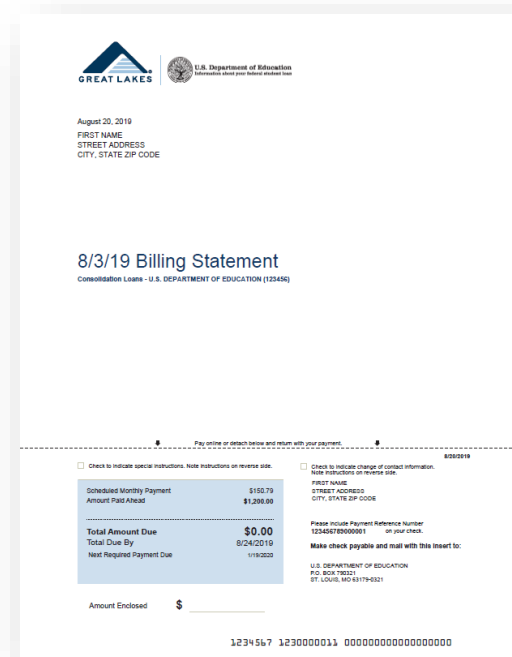 GREAT LAKES
U.S. Department of Education
Information about your federal student loan
August 20, 2019
FIRST NAME
STREET ADDRESS
CITY, STATE ZIP CODE
8/3/19 Billing Statement
Consolidation Loans - U.S. DEPARTMENT OF EDUCATION (123456)
Pay online or detach below and return with your payment.
8/20/2019
Check to indicate special instructions. Note instructions on reverse side.
Check to indicate change of contact information.
Note instructions on reverse side.
FIRST NAME
STREET ADDRESS
CITY, STATE ZIP CODE
Scheduled Monthly Payment $150.79
Amount Paid Ahead $1,200.00
Total Amount Due $0.00
Total Due By 8/24/2019
Next Required Payment Due 1/19/2020
Please include Payment Reference Number
123456789000001 on your check.
Make check payable and mail with this insert to:
U.S. DEPARTMENT OF EDUCATION
P.O. BOX 790321
ST. LOUIS, MO 63179-0321
Amount Enclosed $
1234567 1230000011 00000000000000000